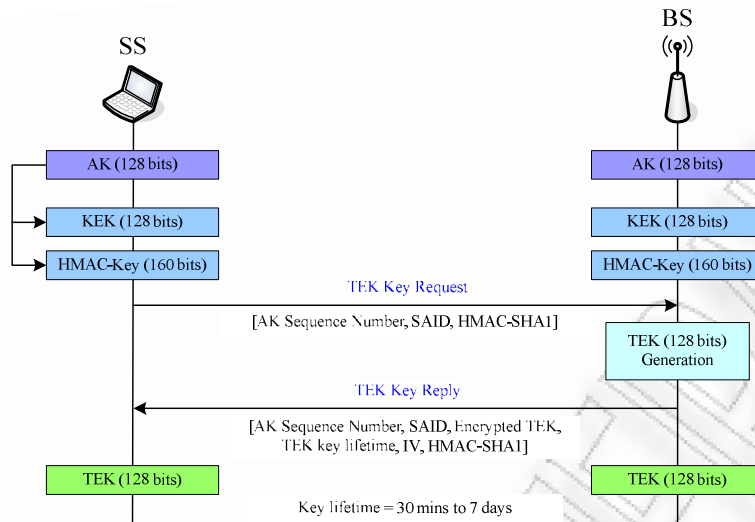 SS
BS
AK (128 bits)
AK (128 bits)
KEK (128 bits)
KEK (128 bits)
HMAC-Key (160 bits)
HMAC-Key (160 bits)
TEK Key Request
[AK Sequence Number, SAID, HMAC-SHA1]
TEK (128 bits)
Generation
TEK Key Reply
[AK Sequence Number, SAID, Encrypted TEK,
TEK key lifetime, IV, HMAC-SHA1]
TEK (128 bits)
TEK (128 bits)
Key lifetime = 30 mins to 7 days